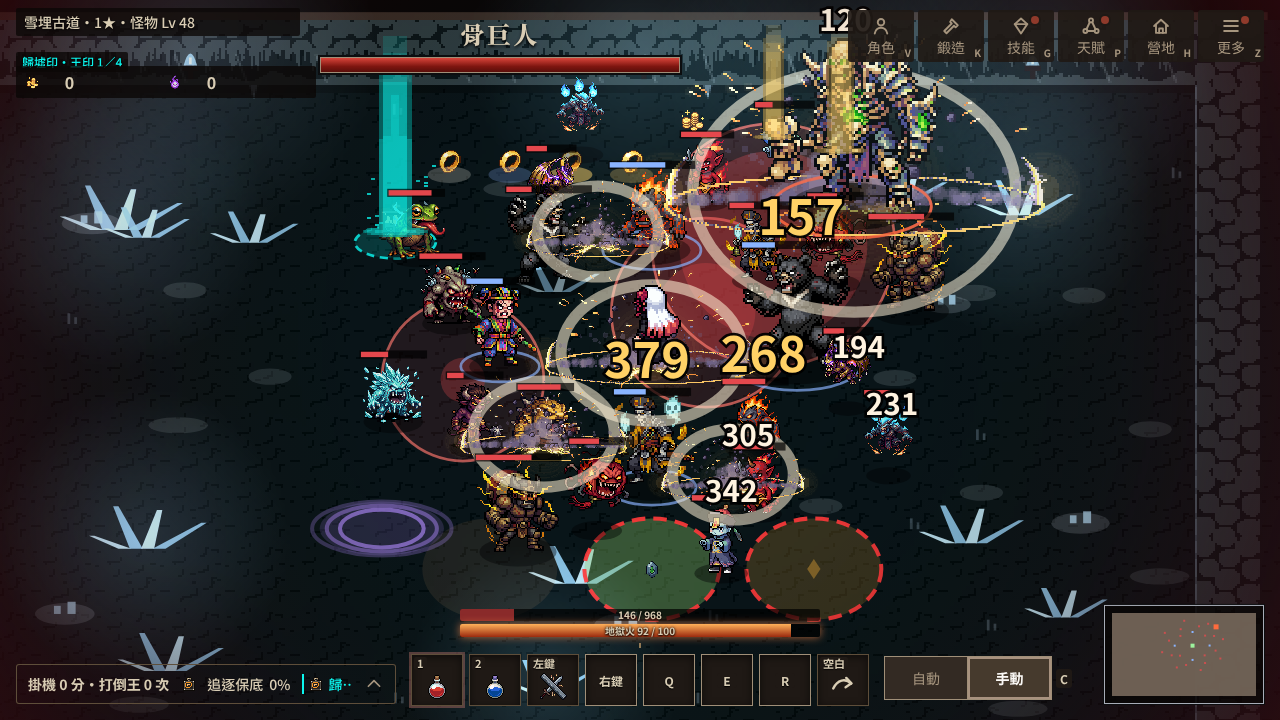 雪埋古道・1★・怪物 Lv 48
歸墟印・王印 1／4
0
0
骨巨人
120
角色 V
鍛造 K
技能 G
天賦 P
營地 H
更多 Z
157
379
268
194
231
305
342
146 / 968
地獄火 92 / 100
掛機 0 分・打倒王 0 次
追逐保底 0%
歸··
1
2
左鍵
右鍵
Q
E
R
空白
自動
手動
C